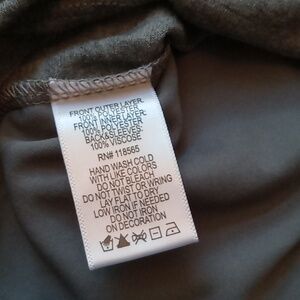 FRONT OUTER LAYER:
100% POLYESTER
FRONT INNER LAYER:
100% POLYESTER
BACK&SLEEVES:
100% VISCOSE
RN# 118565
HAND WASH COLD
WITH LIKE COLORS
DO NOT BLEACH
DO NOT TWIST OR WRING
LAY FLAT TO DRY
LOW IRON IF NEEDED
DO NOT IRON
ON DECORATION